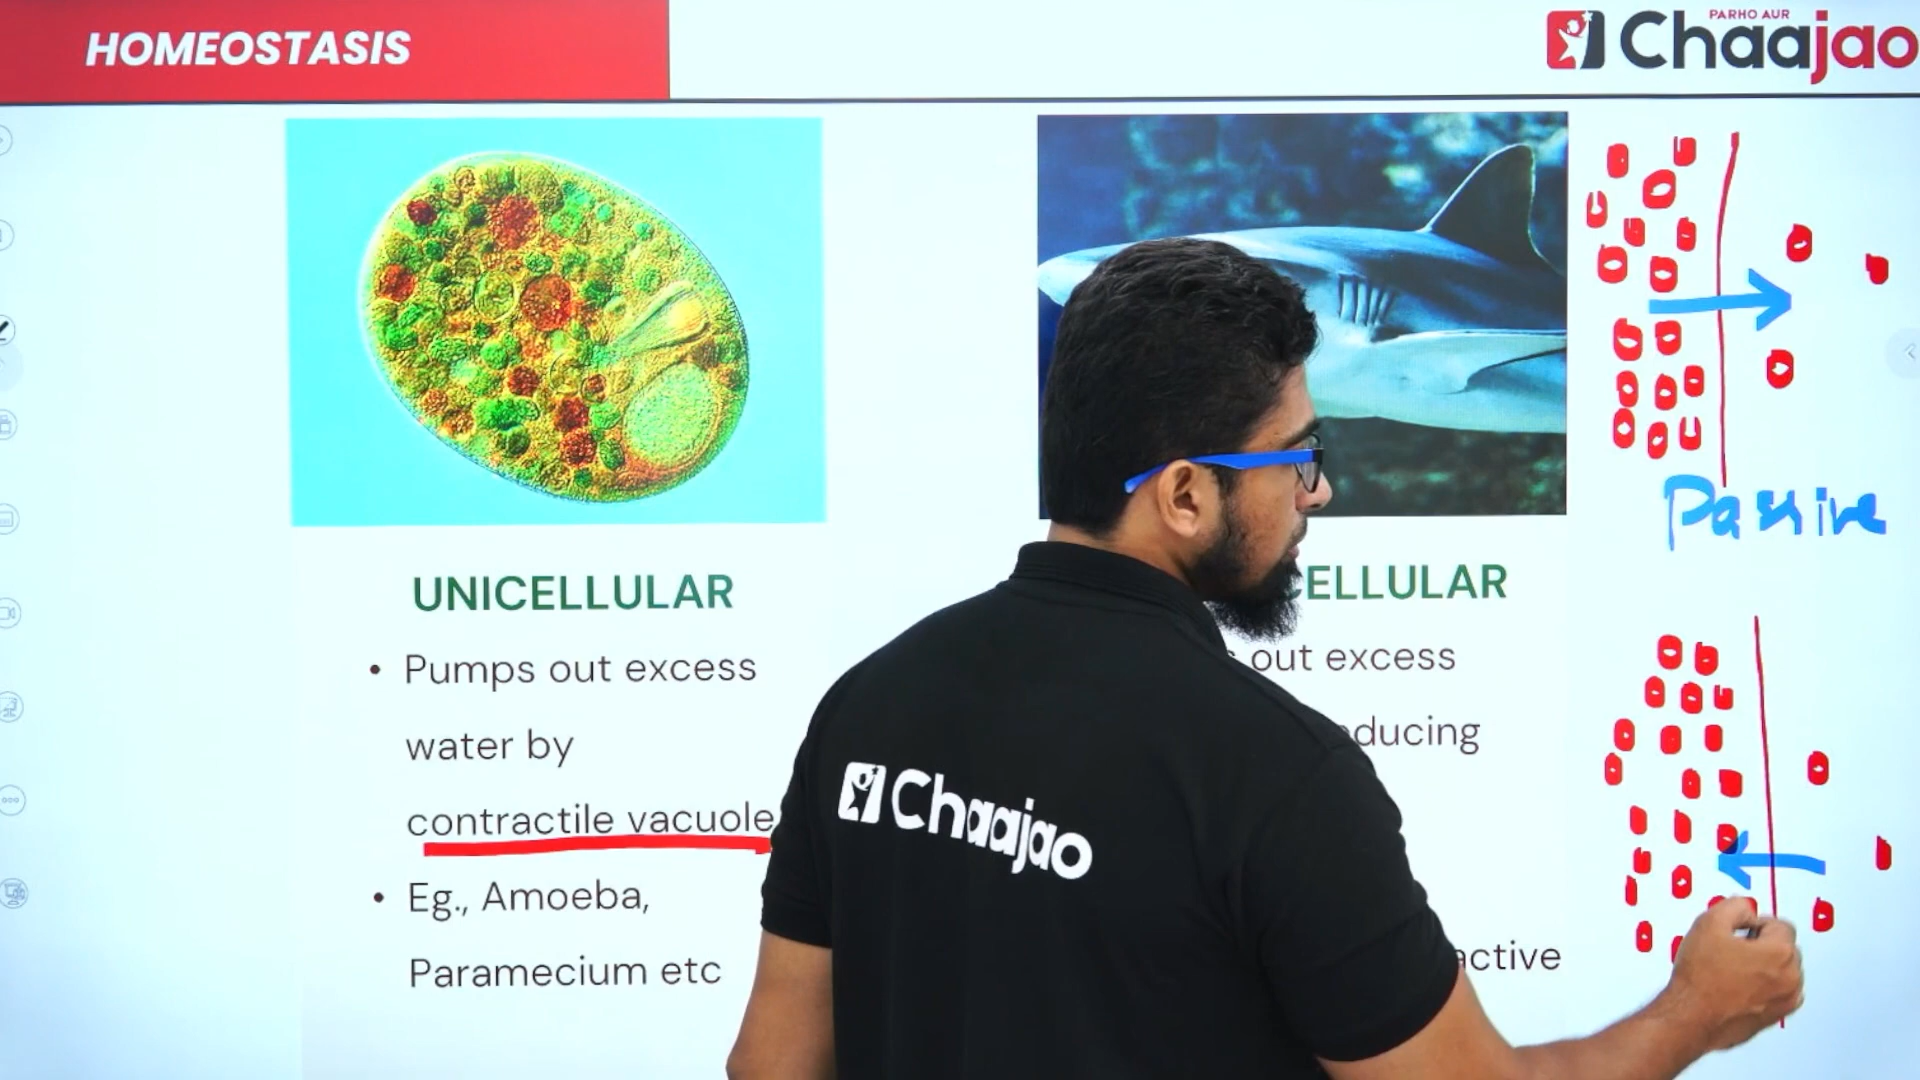 HOMEOSTASIS
PARHO AUR
Chaajao
Passive
UNICELLULAR
• Pumps out excess
water by
contractile vacuole
• Eg., Amoeba,
Paramecium etc
CELLULAR
out excess
ducing
active
Chaajao